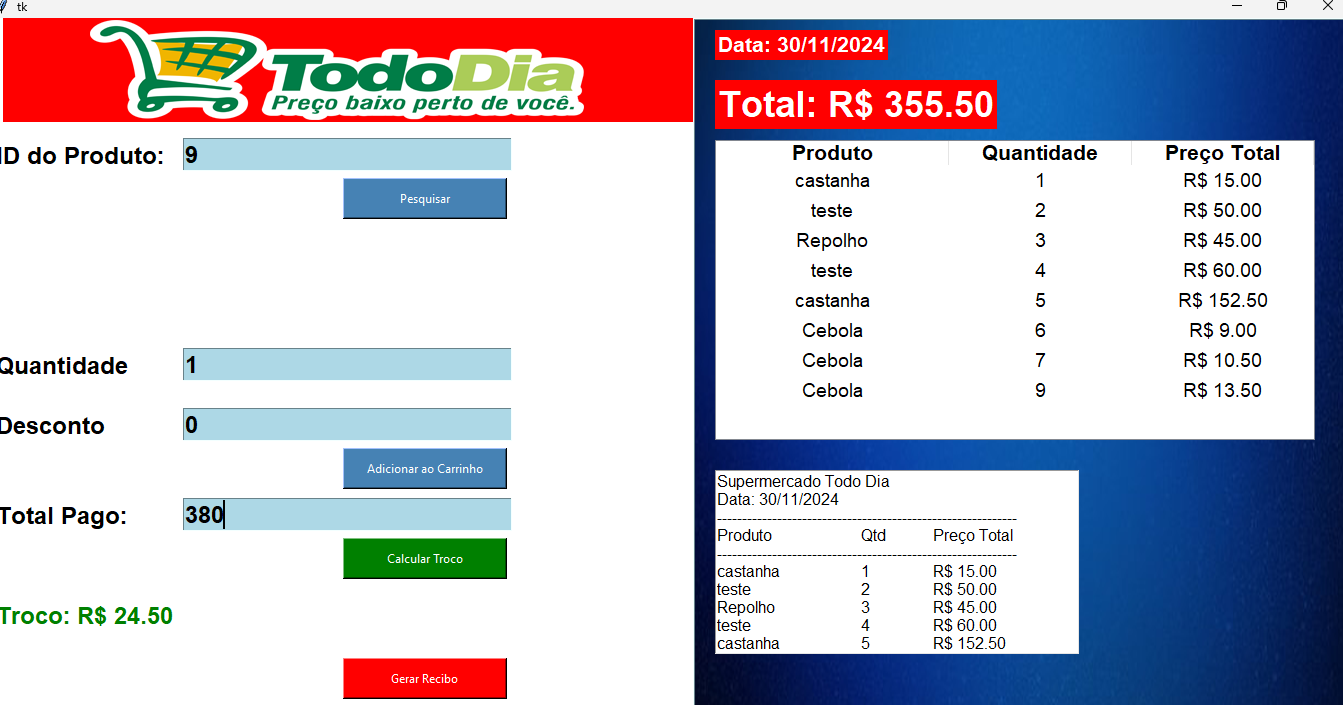 tk
TodoDia
Preço baixo perto de você.
ID do Produto: 9
Pesquisar
Quantidade 1
Desconto 0
Adicionar ao Carrinho
Total Pago: 380
Calcular Troco
Troco: R$ 24.50
Gerar Recibo
Data: 30/11/2024
Total: R$ 355.50
Produto Quantidade Preço Total
castanha 1 R$ 15.00
teste 2 R$ 50.00
Repolho 3 R$ 45.00
teste 4 R$ 60.00
castanha 5 R$ 152.50
Cebola 6 R$ 9.00
Cebola 7 R$ 10.50
Cebola 9 R$ 13.50
Supermercado Todo Dia
Data: 30/11/2024
------------------------------------------------------------
Produto Qtd Preço Total
------------------------------------------------------------
castanha 1 R$ 15.00
teste 2 R$ 50.00
Repolho 3 R$ 45.00
teste 4 R$ 60.00
castanha 5 R$ 152.50